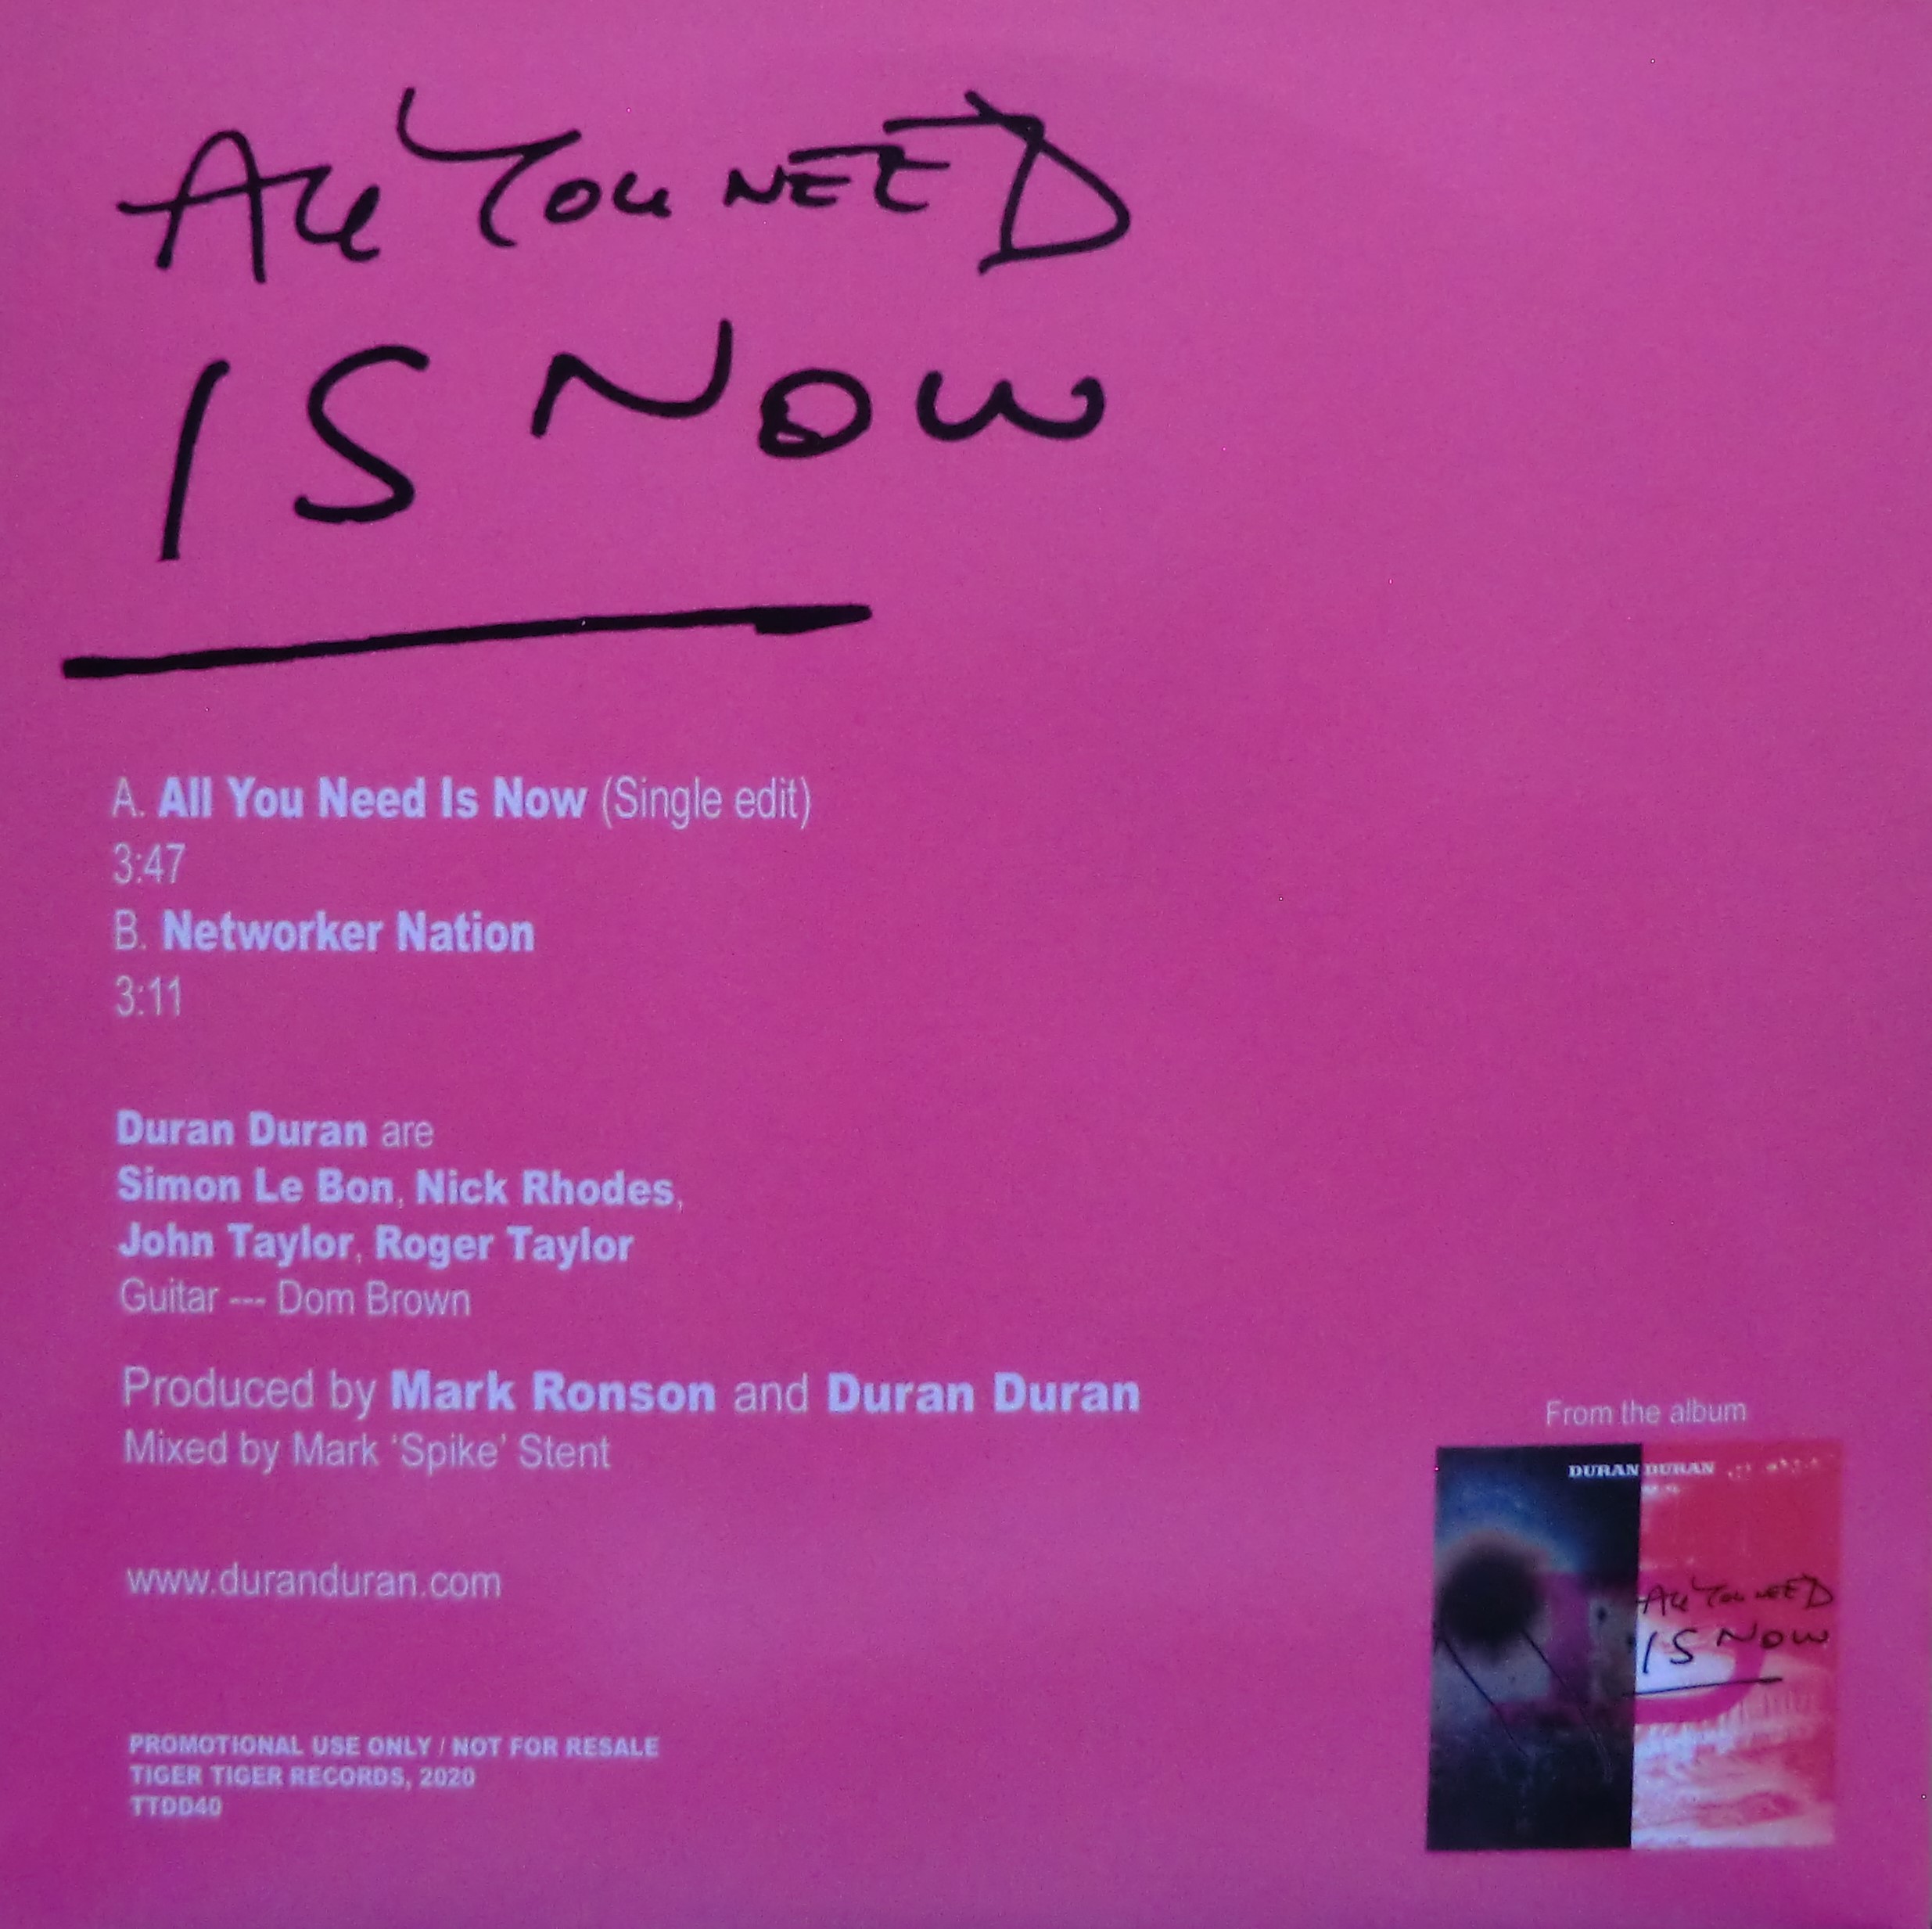 ALL YOU NEED
IS NOW
A. All You Need Is Now (Single edit)
3:47
B. Networker Nation
3:11
Duran Duran are
Simon Le Bon, Nick Rhodes,
John Taylor, Roger Taylor
Guitar --- Dom Brown
Produced by Mark Ronson and Duran Duran
Mixed by Mark ‘Spike’ Stent
www.duranduran.com
PROMOTIONAL USE ONLY / NOT FOR RESALE
TIGER TIGER RECORDS, 2020
TTDD40
From the album
DURAN DURAN
ALL YOU NEED
IS NOW